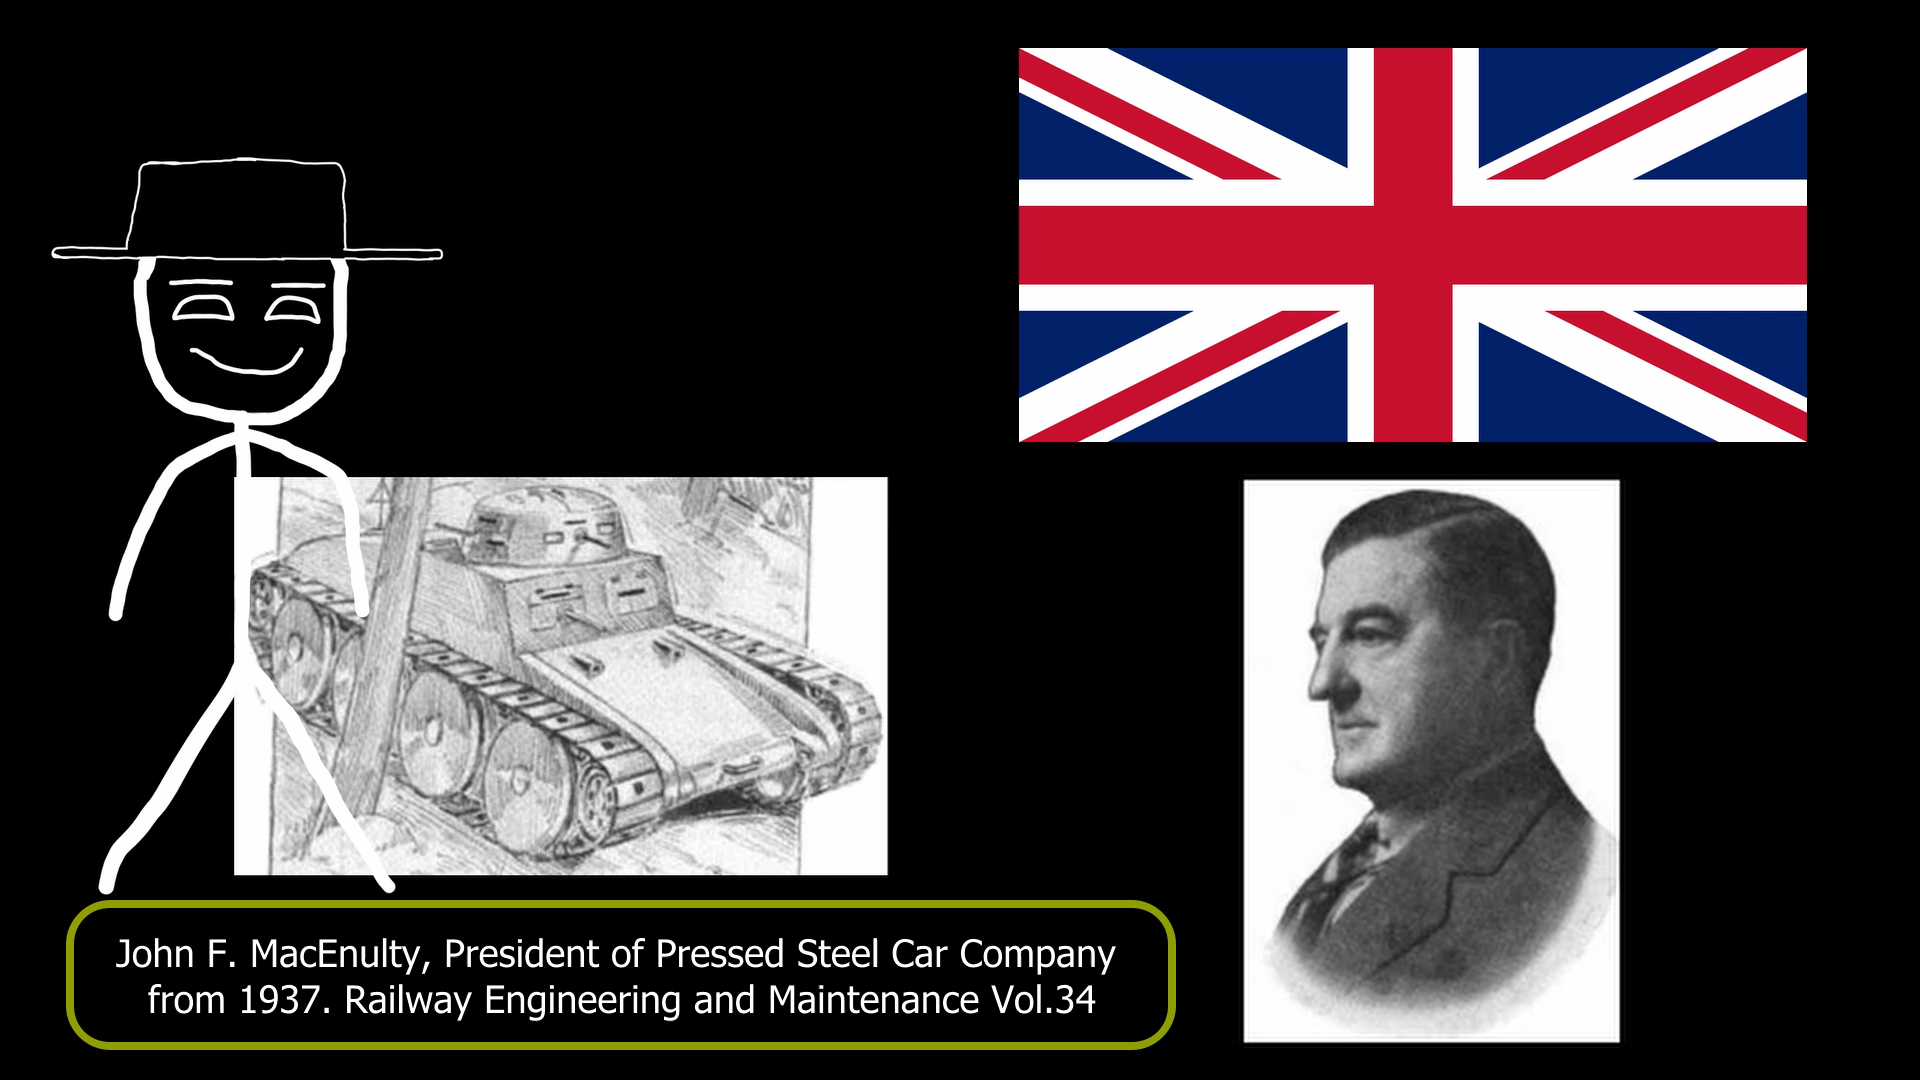 John F. MacEnulty, President of Pressed Steel Car Company
from 1937. Railway Engineering and Maintenance Vol.34